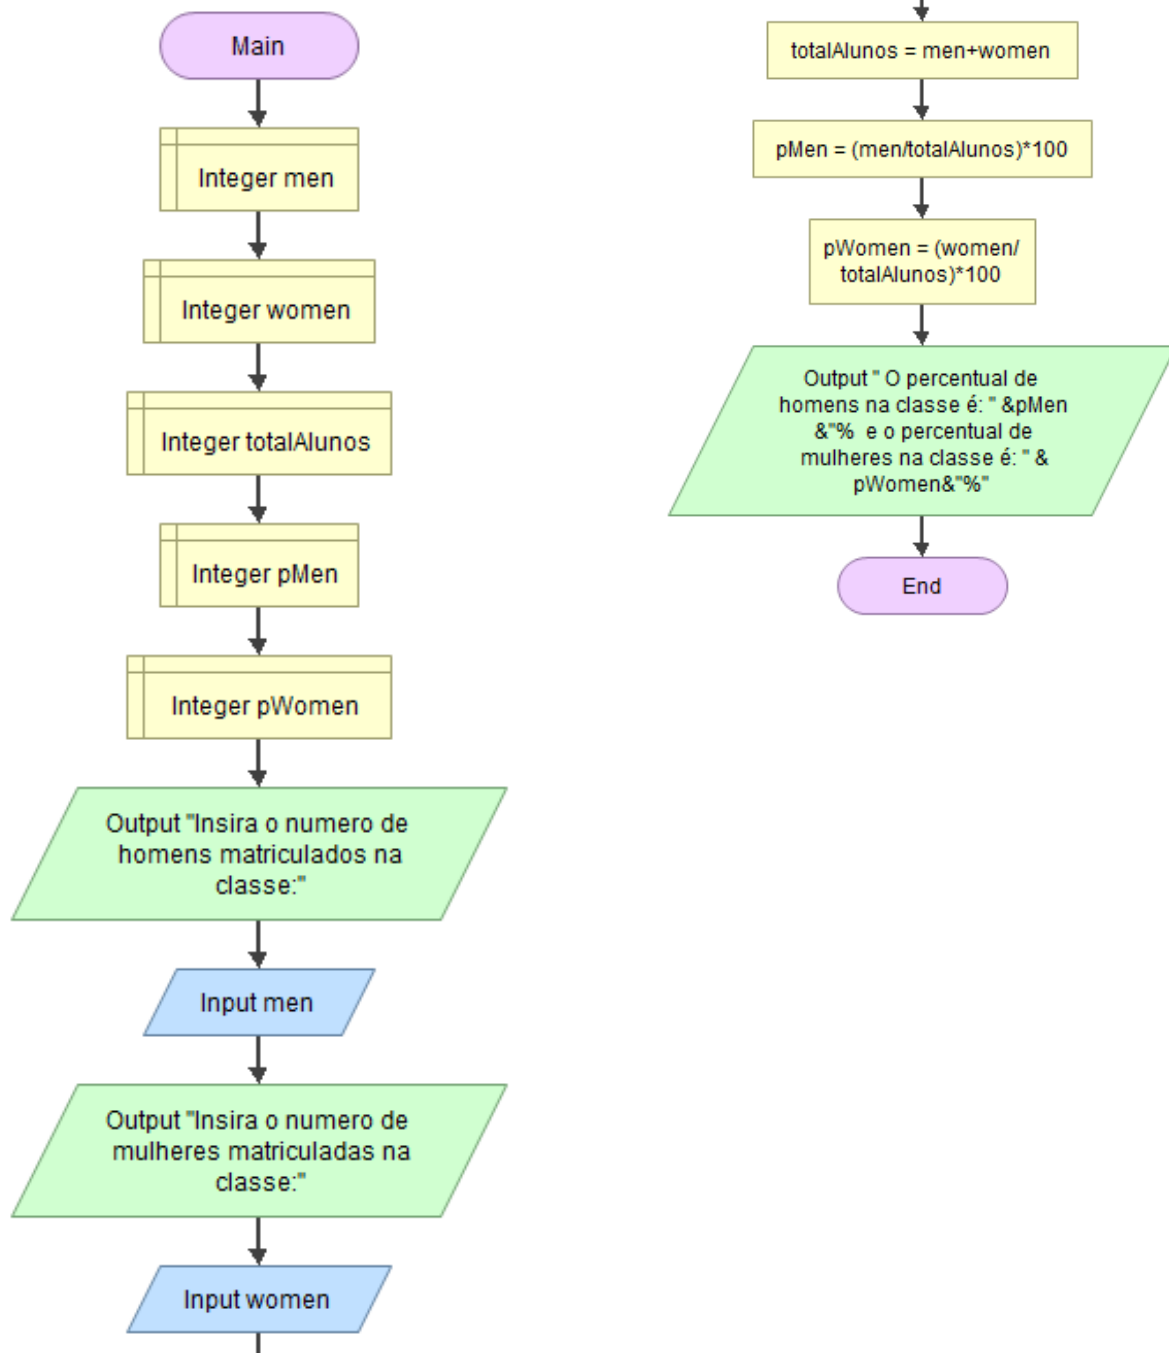 Main
Integer men
Integer women
Integer totalAlunos
Integer pMen
Integer pWomen
Output "Insira o numero de
homens matriculados na
classe:"
Input men
Output "Insira o numero de
mulheres matriculadas na
classe:"
Input women
totalAlunos = men+women
pMen = (men/totalAlunos)*100
pWomen = (women/
totalAlunos)*100
Output " O percentual de
homens na classe é: " &pMen
&"%  e o percentual de
mulheres na classe é: " &
pWomen&"%"
End